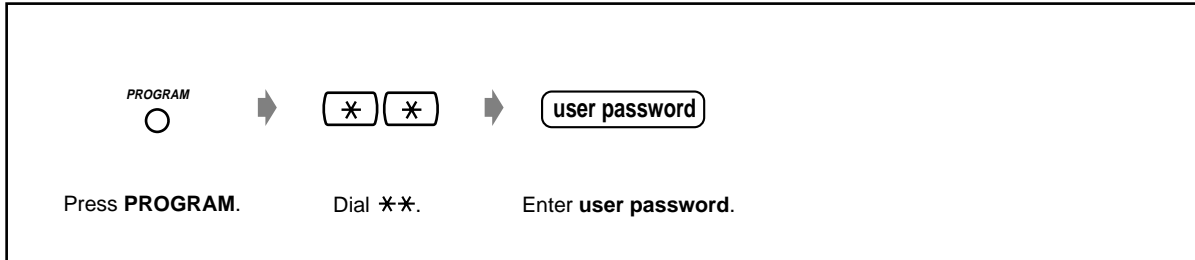 PROGRAM
* * user password
Press PROGRAM. Dial **. Enter user password.